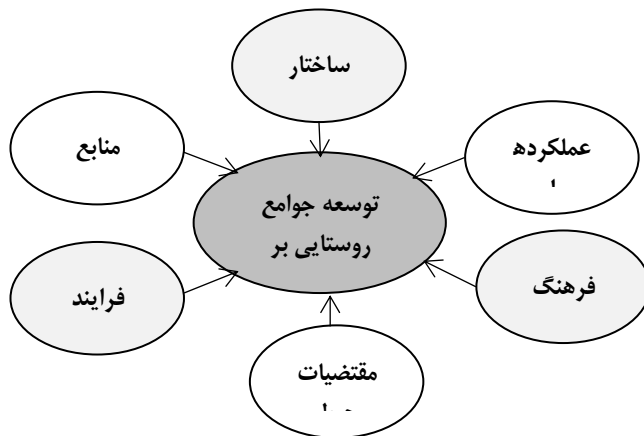 ساختار
منابع
عملکرده
توسعه جوامع
روستایی بر
فرایند
فرهنگ
مقتضیات